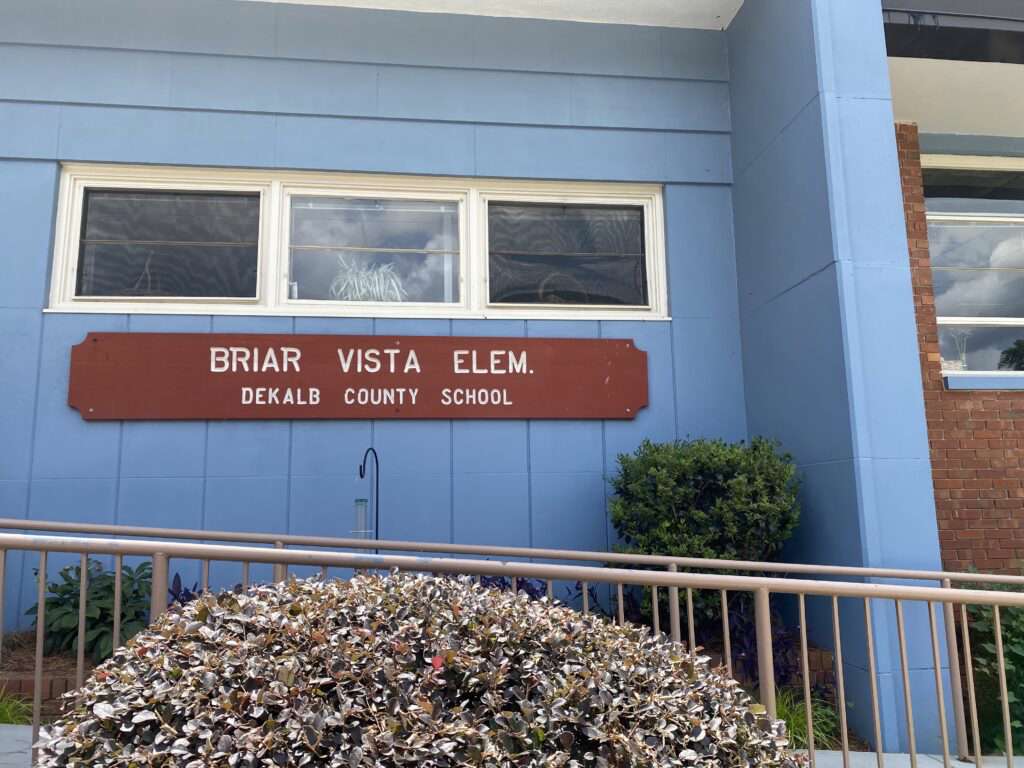 BRIAR VISTA ELEM.
DEKALB COUNTY SCHOOL